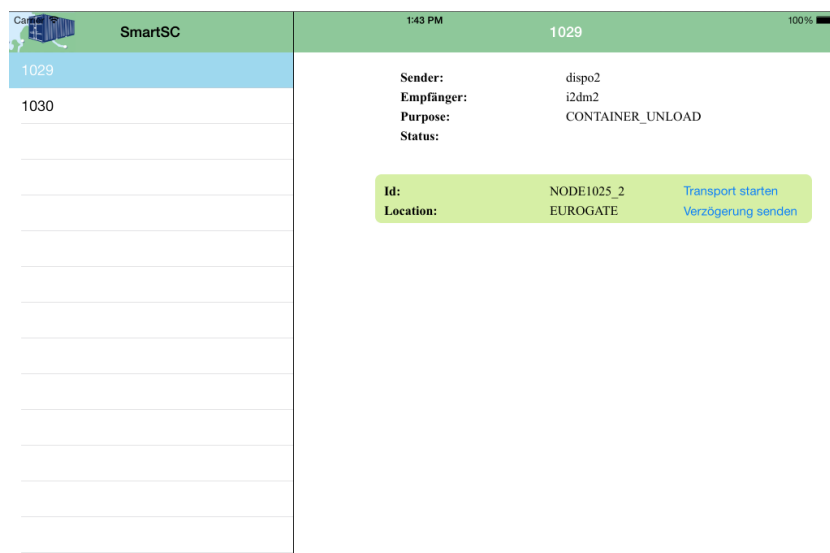 1:43 PM
100%
SmartSC
1029
1029
1030
Sender: dispo2
Empfänger: i2dm2
Purpose: CONTAINER_UNLOAD
Status:
Id: NODE1025_2 Transport starten
Location: EUROGATE Verzögerung senden